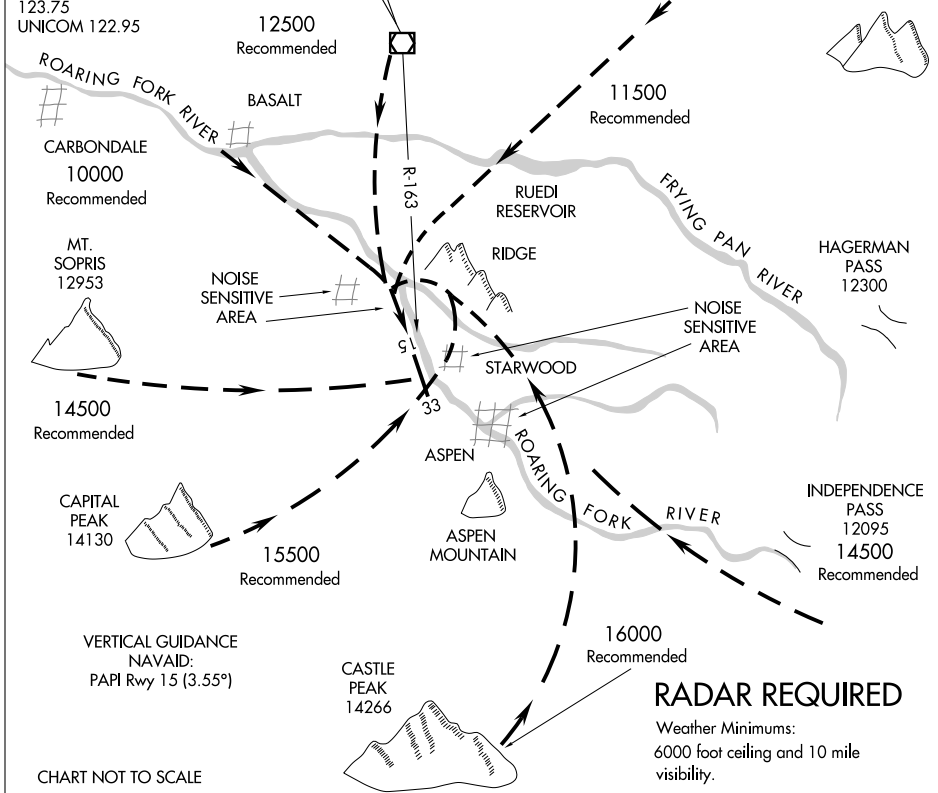 123.75
UNICOM 122.95
12500
Recommended
ROARING FORK RIVER
BASALT
11500
Recommended
CARBONDALE
10000
Recommended
R-163
RUEDI
RESERVOIR
FRYING PAN RIVER
MT.
SOPRIS
12953
RIDGE
HAGERMAN
PASS
12300
NOISE
SENSITIVE
AREA
NOISE
SENSITIVE
AREA
15
STARWOOD
33
14500
Recommended
ASPEN
ROARING FORK RIVER
CAPITAL
PEAK
14130
ASPEN
MOUNTAIN
INDEPENDENCE
PASS
12095
14500
Recommended
15500
Recommended
VERTICAL GUIDANCE
NAVAID:
PAPI Rwy 15 (3.55°)
16000
Recommended
CASTLE
PEAK
14266
RADAR REQUIRED
Weather Minimums:
6000 foot ceiling and 10 mile
visibility.
CHART NOT TO SCALE